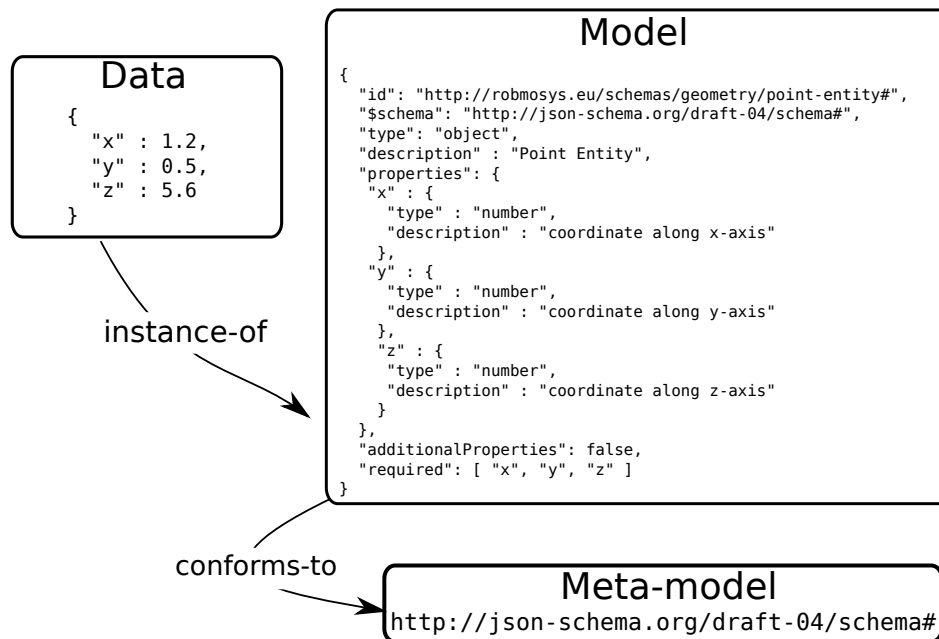 Data
{
  "x" : 1.2,
  "y" : 0.5,
  "z" : 5.6
}
instance-of
Model
{
  "id": "http://robmosys.eu/schemas/geometry/point-entity#",
  "$schema": "http://json-schema.org/draft-04/schema#",
  "type": "object",
  "description" : "Point Entity",
  "properties": {
   "x" : {
     "type" : "number",
     "description" : "coordinate along x-axis"
    },
   "y" : {
     "type" : "number",
     "description" : "coordinate along y-axis"
    },
    "z" : {
     "type" : "number",
     "description" : "coordinate along z-axis"
    }
  },
  "additionalProperties": false,
  "required": [ "x", "y", "z" ]
}
conforms-to
Meta-model
http://json-schema.org/draft-04/schema#